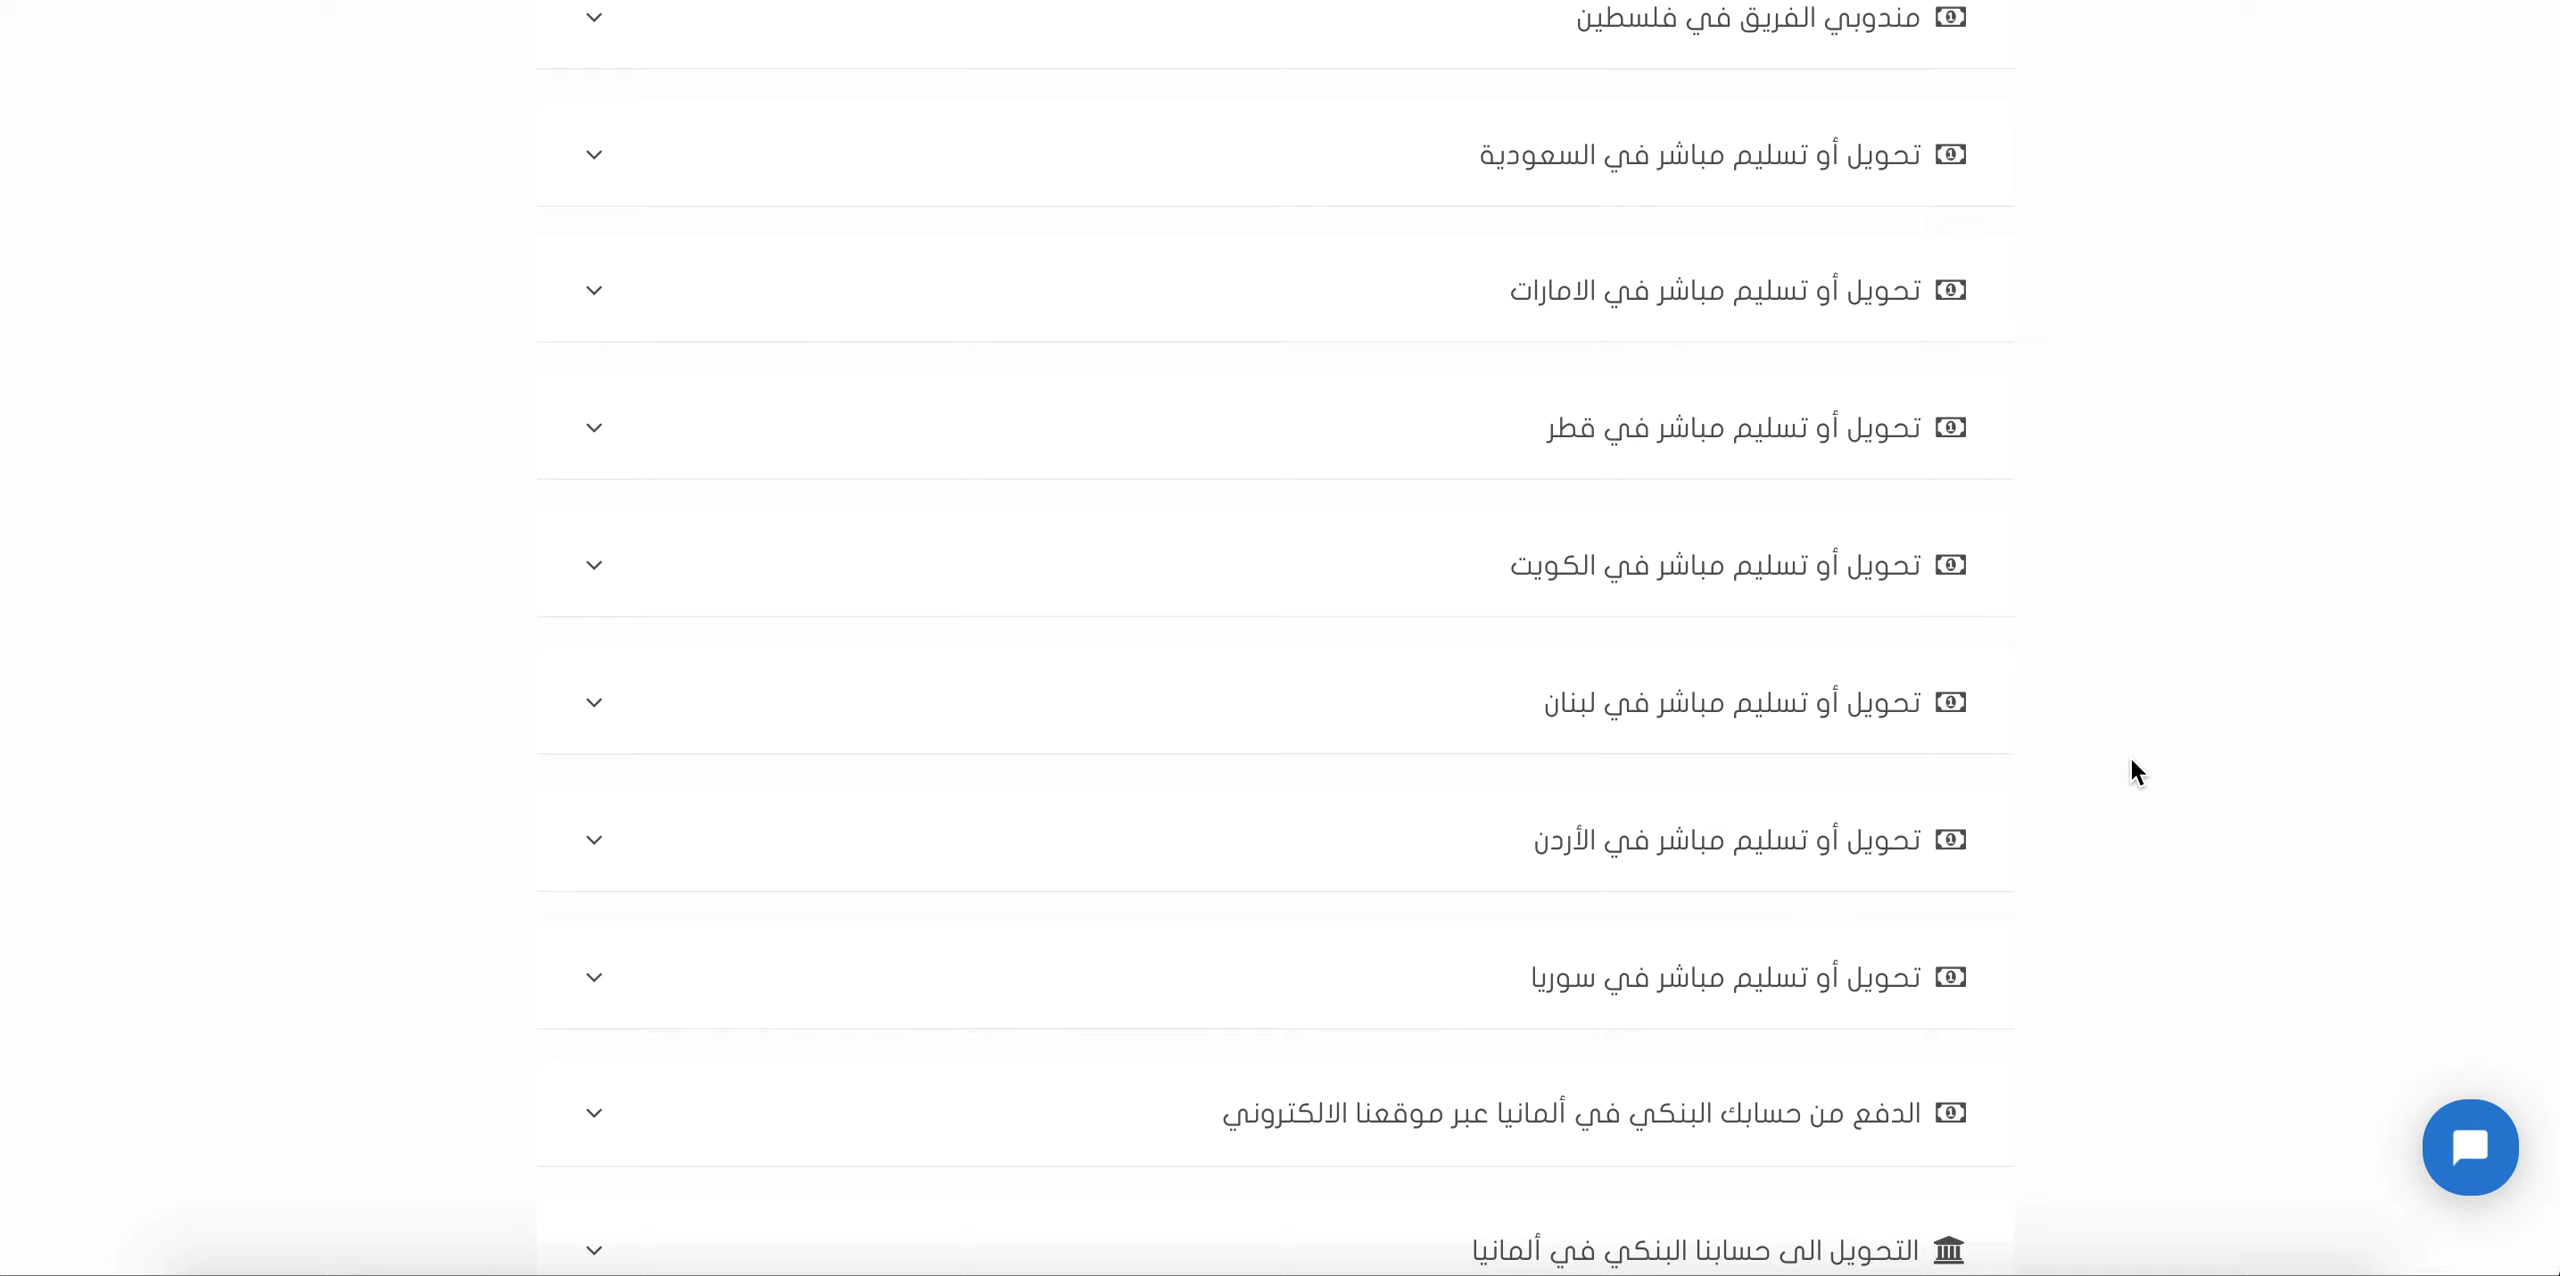 مندوبي الفريق في فلسطين
تحويل أو تسليم مباشر في السعودية
تحويل أو تسليم مباشر في الامارات
تحويل أو تسليم مباشر في قطر
تحويل أو تسليم مباشر في الكويت
تحويل أو تسليم مباشر في لبنان
تحويل أو تسليم مباشر في الأردن
تحويل أو تسليم مباشر في سوريا
الدفع من حسابك البنكي في ألمانيا عبر موقعنا الالكتروني
التحويل الى حسابنا البنكي في ألمانيا